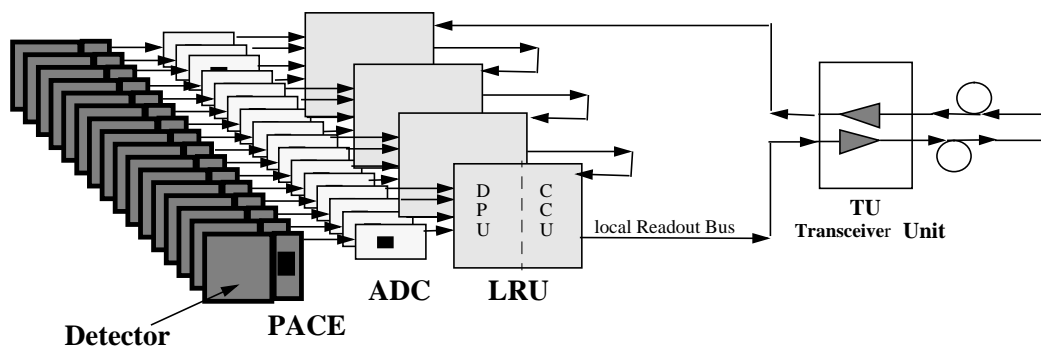 D
P
U
C
C
U
local Readout Bus
TU
Transceiver Unit
ADC
LRU
PACE
Detector